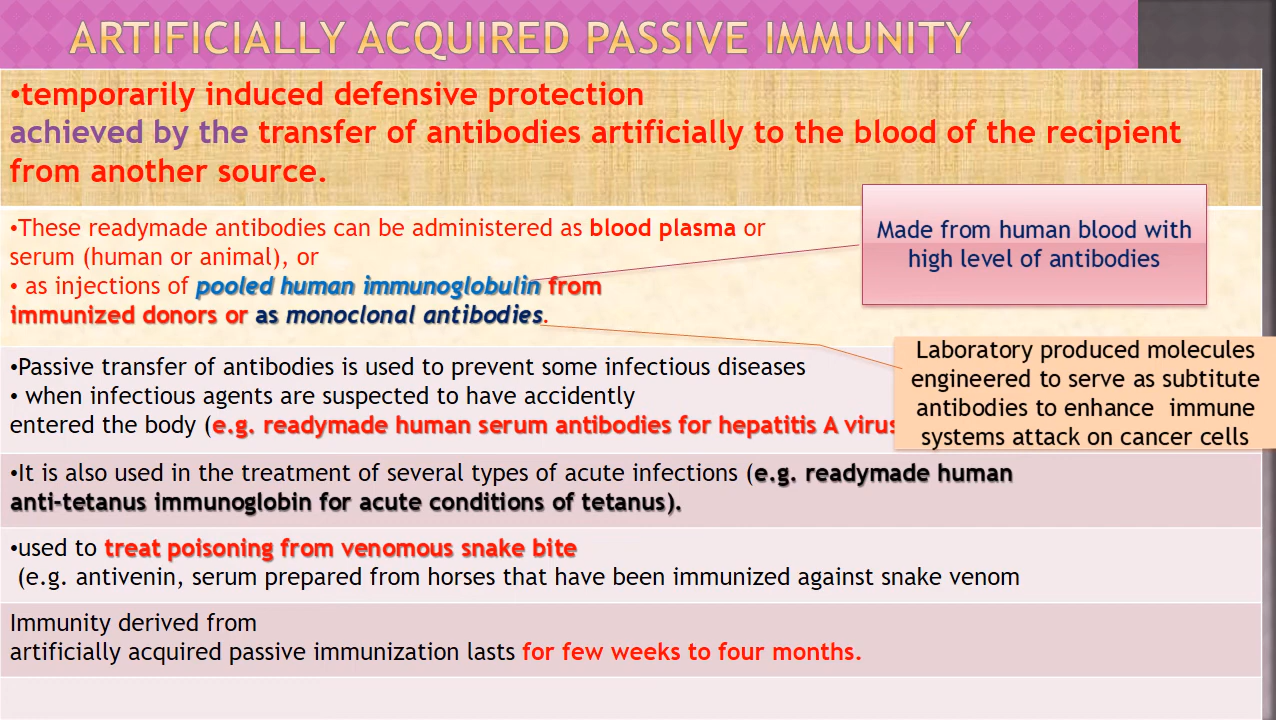 ARTIFICIALLY ACQUIRED PASSIVE IMMUNITY
•temporarily induced defensive protection
achieved by the transfer of antibodies artificially to the blood of the recipient
from another source.
•These readymade antibodies can be administered as blood plasma or
serum (human or animal), or
• as injections of pooled human immunoglobulin from
immunized donors or as monoclonal antibodies.
Made from human blood with
high level of antibodies
Laboratory produced molecules
engineered to serve as subtitute
antibodies to enhance immune
systems attack on cancer cells
•Passive transfer of antibodies is used to prevent some infectious diseases
• when infectious agents are suspected to have accidently
entered the body (e.g. readymade human serum antibodies for hepatitis A virus
•It is also used in the treatment of several types of acute infections (e.g. readymade human
anti-tetanus immunoglobin for acute conditions of tetanus).
•used to treat poisoning from venomous snake bite
(e.g. antivenin, serum prepared from horses that have been immunized against snake venom
Immunity derived from
artificially acquired passive immunization lasts for few weeks to four months.